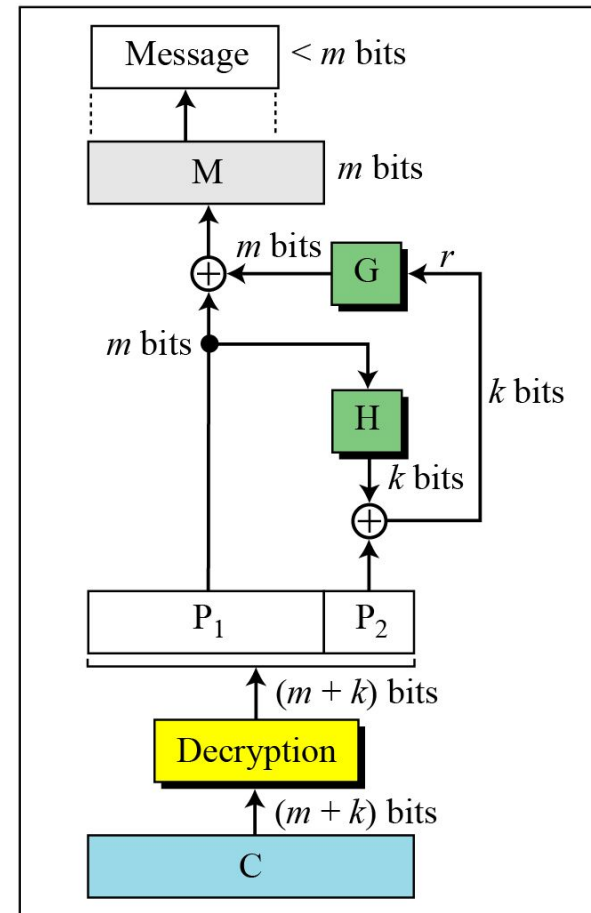 Message < m bits
M m bits
m bits G r
m bits
k bits
H
k bits
P₁ P₂
(m + k) bits
Decryption
(m + k) bits
C